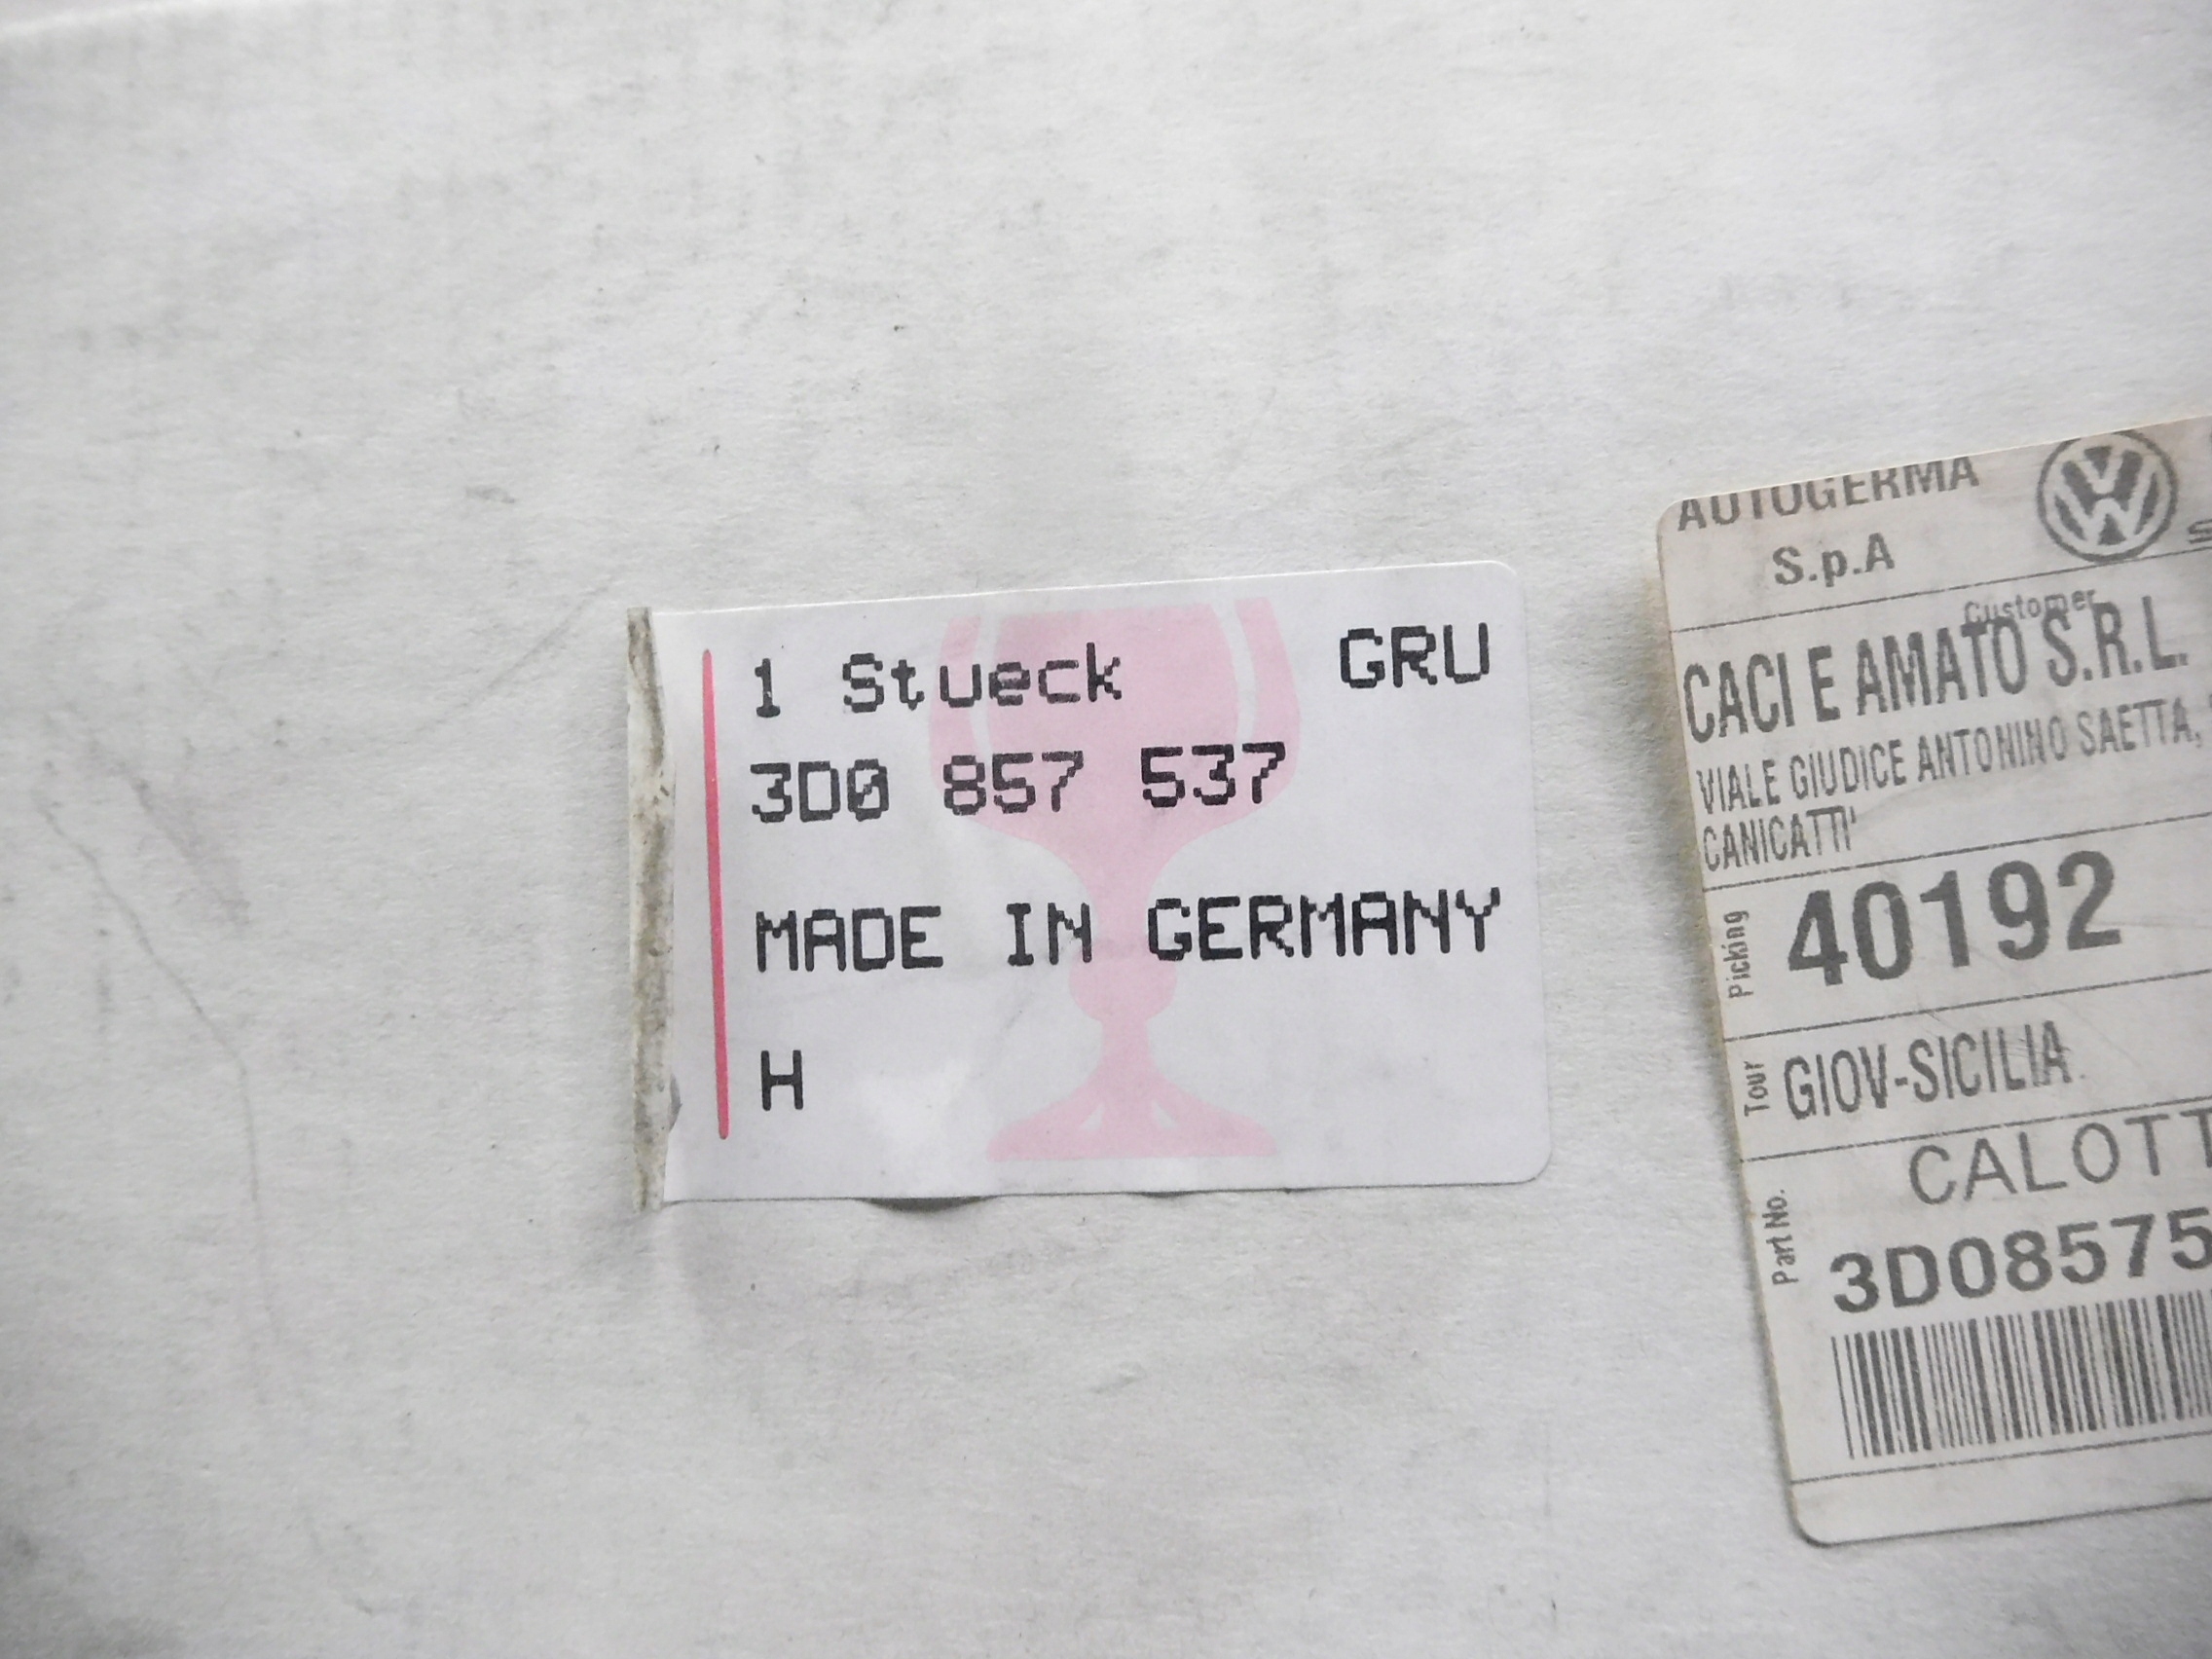 1 Stueck GRU
3D0 857 537
MADE IN GERMANY
H
AUTOGERMA
S.p.A
Customer
CACI E AMATO S.R.L.
VIALE GIUDICE ANTONINO SAETTA,
CANICATTI'
Picking
40192
Tour
GIOV-SICILIA
CALOTT
Part No.
3D08575